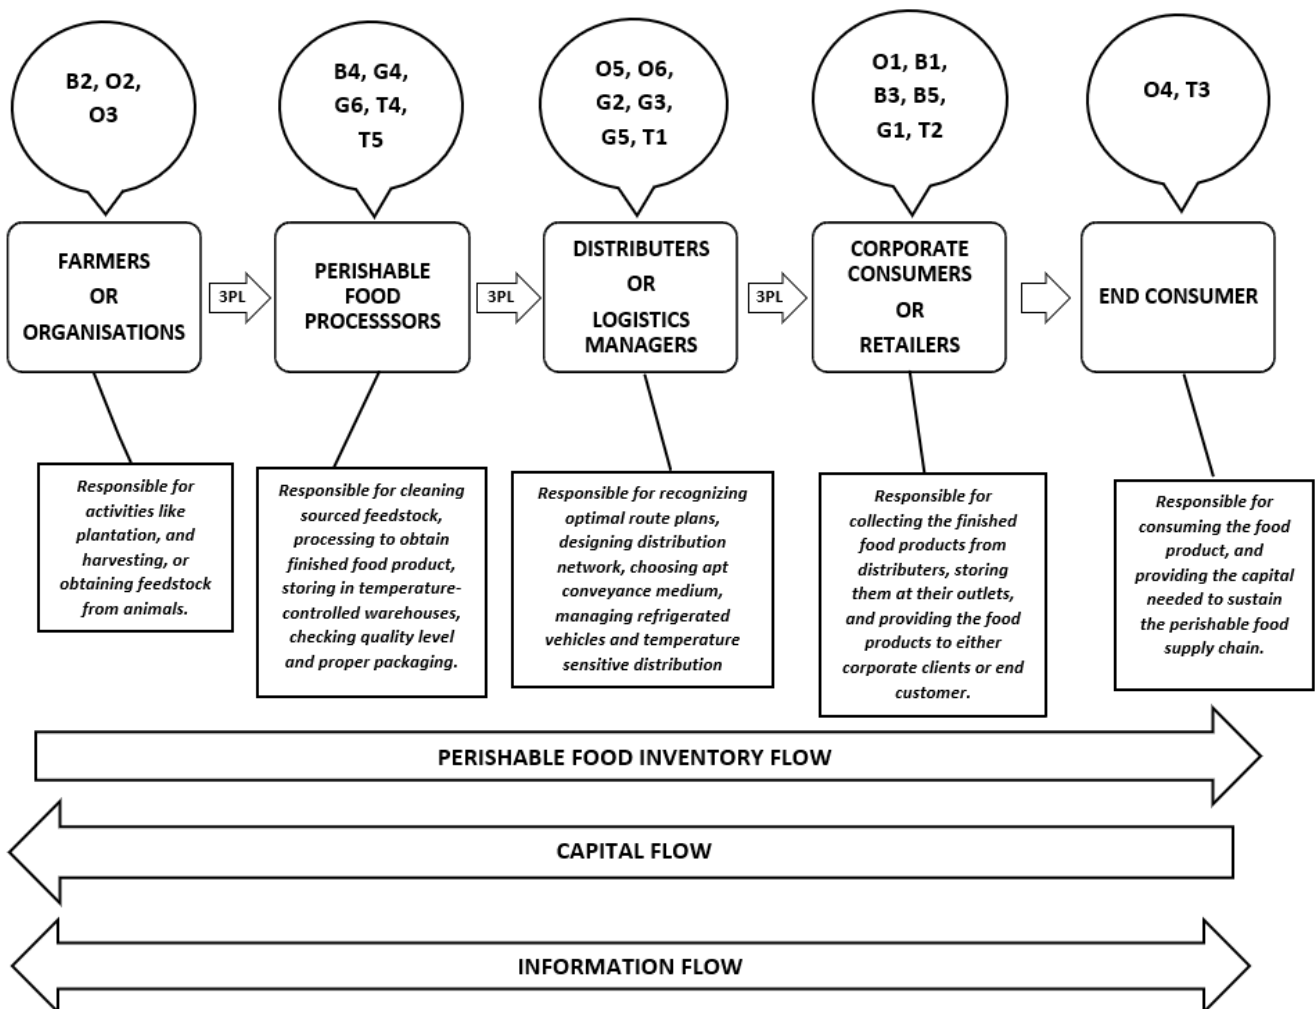 B2, O2,
O3
B4, G4,
G6, T4,
T5
O5, O6,
G2, G3,
G5, T1
O1, B1,
B3, B5,
G1, T2
O4, T3
FARMERS
OR
ORGANISATIONS
3PL
PERISHABLE
FOOD
PROCESSSORS
3PL
DISTRIBUTERS
OR
LOGISTICS
MANAGERS
3PL
CORPORATE
CONSUMERS
OR
RETAILERS
END CONSUMER
Responsible for
activities like
plantation, and
harvesting, or
obtaining feedstock
from animals.
Responsible for cleaning
sourced feedstock,
processing to obtain
finished food product,
storing in temperature-
controlled warehouses,
checking quality level
and proper packaging.
Responsible for recognizing
optimal route plans,
designing distribution
network, choosing apt
conveyance medium,
managing refrigerated
vehicles and temperature
sensitive distribution
Responsible for
collecting the finished
food products from
distributers, storing
them at their outlets,
and providing the food
products to either
corporate clients or end
customer.
Responsible for
consuming the food
product, and
providing the capital
needed to sustain
the perishable food
supply chain.
PERISHABLE FOOD INVENTORY FLOW
CAPITAL FLOW
INFORMATION FLOW